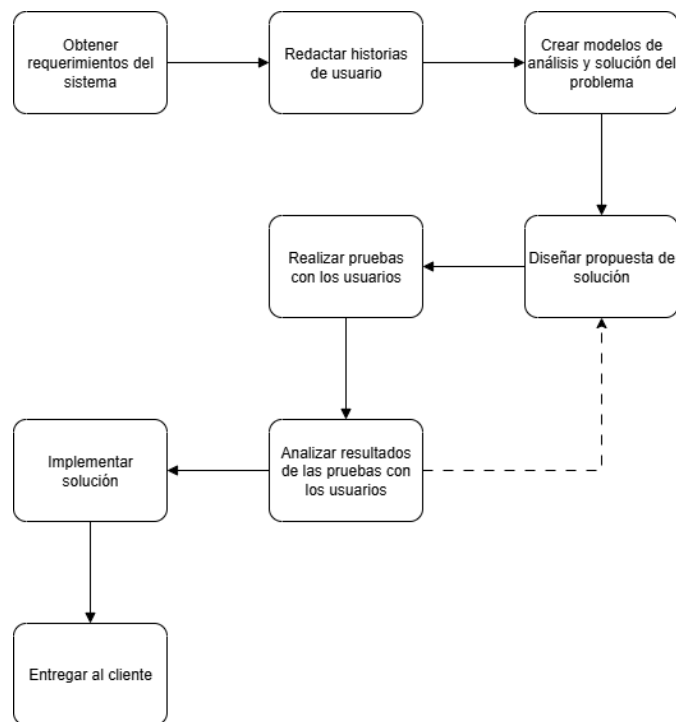 Obtener
requerimientos del
sistema
Redactar historias
de usuario
Crear modelos de
análisis y solución del
problema
Realizar pruebas
con los usuarios
Diseñar propuesta de
solución
Implementar
solución
Analizar resultados
de las pruebas con
los usuarios
Entregar al cliente